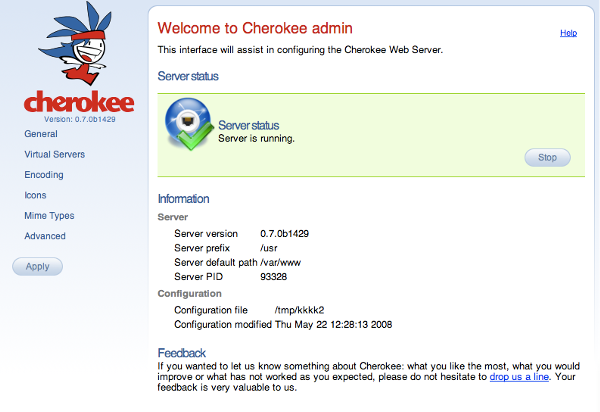 cherokee
Version: 0.7.0b1429
General
Virtual Servers
Encoding
Icons
Mime Types
Advanced
Apply
Welcome to Cherokee admin
Help
This interface will assist in configuring the Cherokee Web Server.
Server status
Server status
Server is running.
Stop
Information
Server
Server version 0.7.0b1429
Server prefix /usr
Server default path /var/www
Server PID 93328
Configuration
Configuration file /tmp/kkkk2
Configuration modified Thu May 22 12:28:13 2008
Feedback
If you wanted to let us know something about Cherokee: what you like the most, what you would
improve or what has not worked as you expected, please do not hesitate to drop us a line. Your
feedback is very valuable to us.